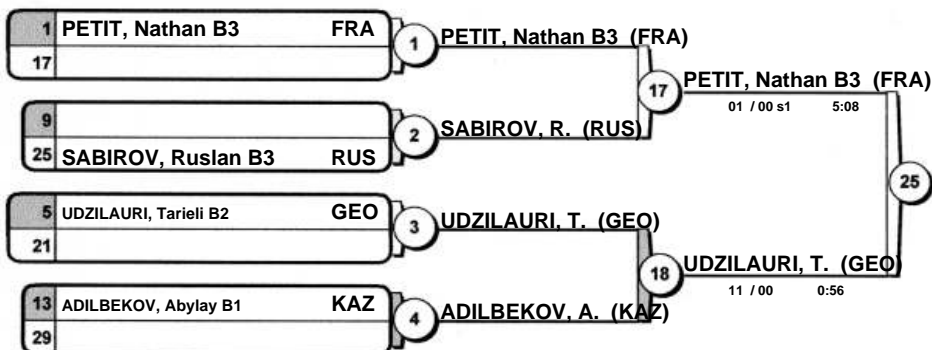 1 PETIT, Nathan B3 FRA
17
1
PETIT, Nathan B3 (FRA)
9
25 SABIROV, Ruslan B3 RUS
2
SABIROV, R. (RUS)
17
PETIT, Nathan B3 (FRA)
01 / 00 s1 5:08
5 UDZILAURI, Tarieli B2 GEO
21
3
UDZILAURI, T. (GEO)
13 ADILBEKOV, Abylay B1 KAZ
29
4
ADILBEKOV, A. (KAZ)
18
UDZILAURI, T. (GEO)
11 / 00 0:56
25